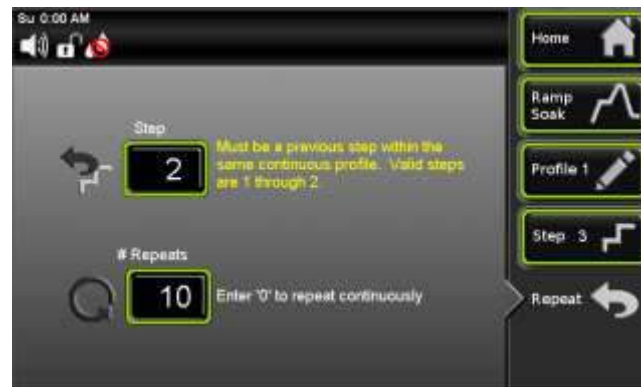 Su 0:00 AM
Home
Ramp
Soak
Step
2
Must be a previous step within the
same continuous profile. Valid steps
are 1 through 2
Profile 1
Step 3
# Repeats
10
Enter '0' to repeat continuously
Repeat